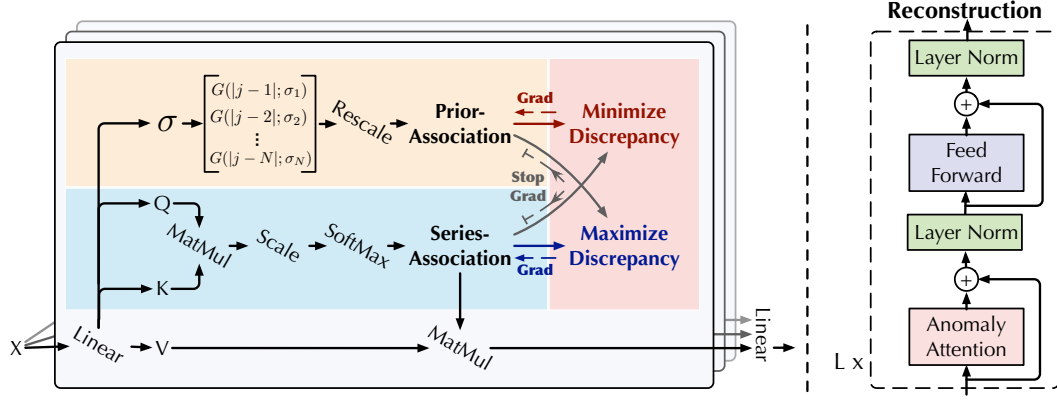 G(|j − 1|; σ₁)
G(|j − 2|; σ₂)
⋮
G(|j − N|; σ_N)
σ
Rescale
Prior-
Association
Grad
Minimize
Discrepancy
Stop
Grad
Q
MatMul
K
Scale
SoftMax
Series-
Association
Grad
Maximize
Discrepancy
X
Linear
V
MatMul
Linear
Reconstruction
Layer Norm
+
Feed
Forward
Layer Norm
+
Anomaly
Attention
L x